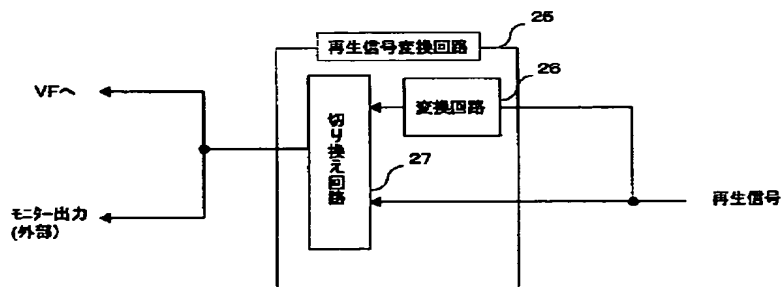 再生信号変換回路
25
VFへ
切り換え回路
変換回路
26
27
モニター出力
(外部)
再生信号